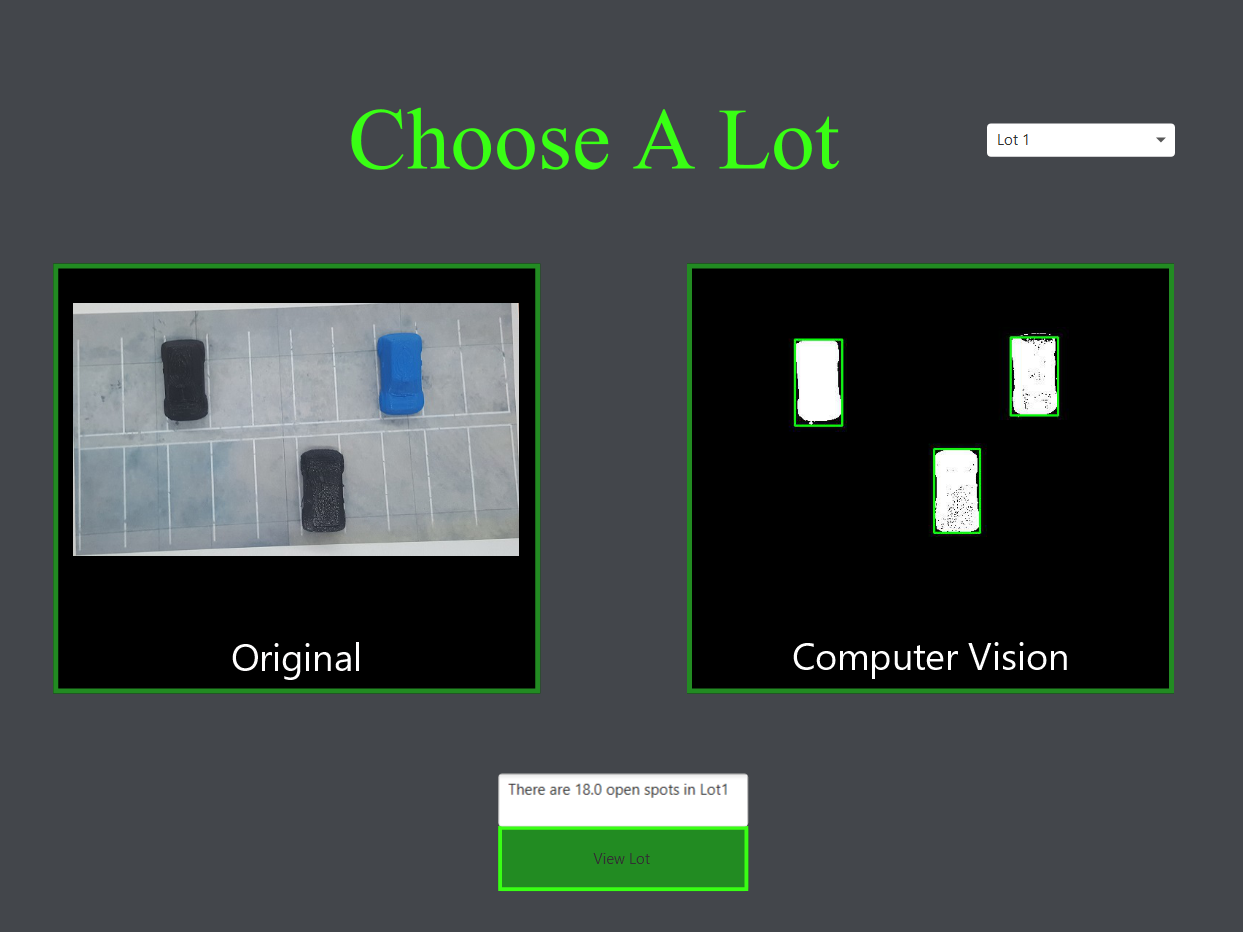 Choose A Lot
Lot 1
Original
Computer Vision
There are 18.0 open spots in Lot1
View Lot